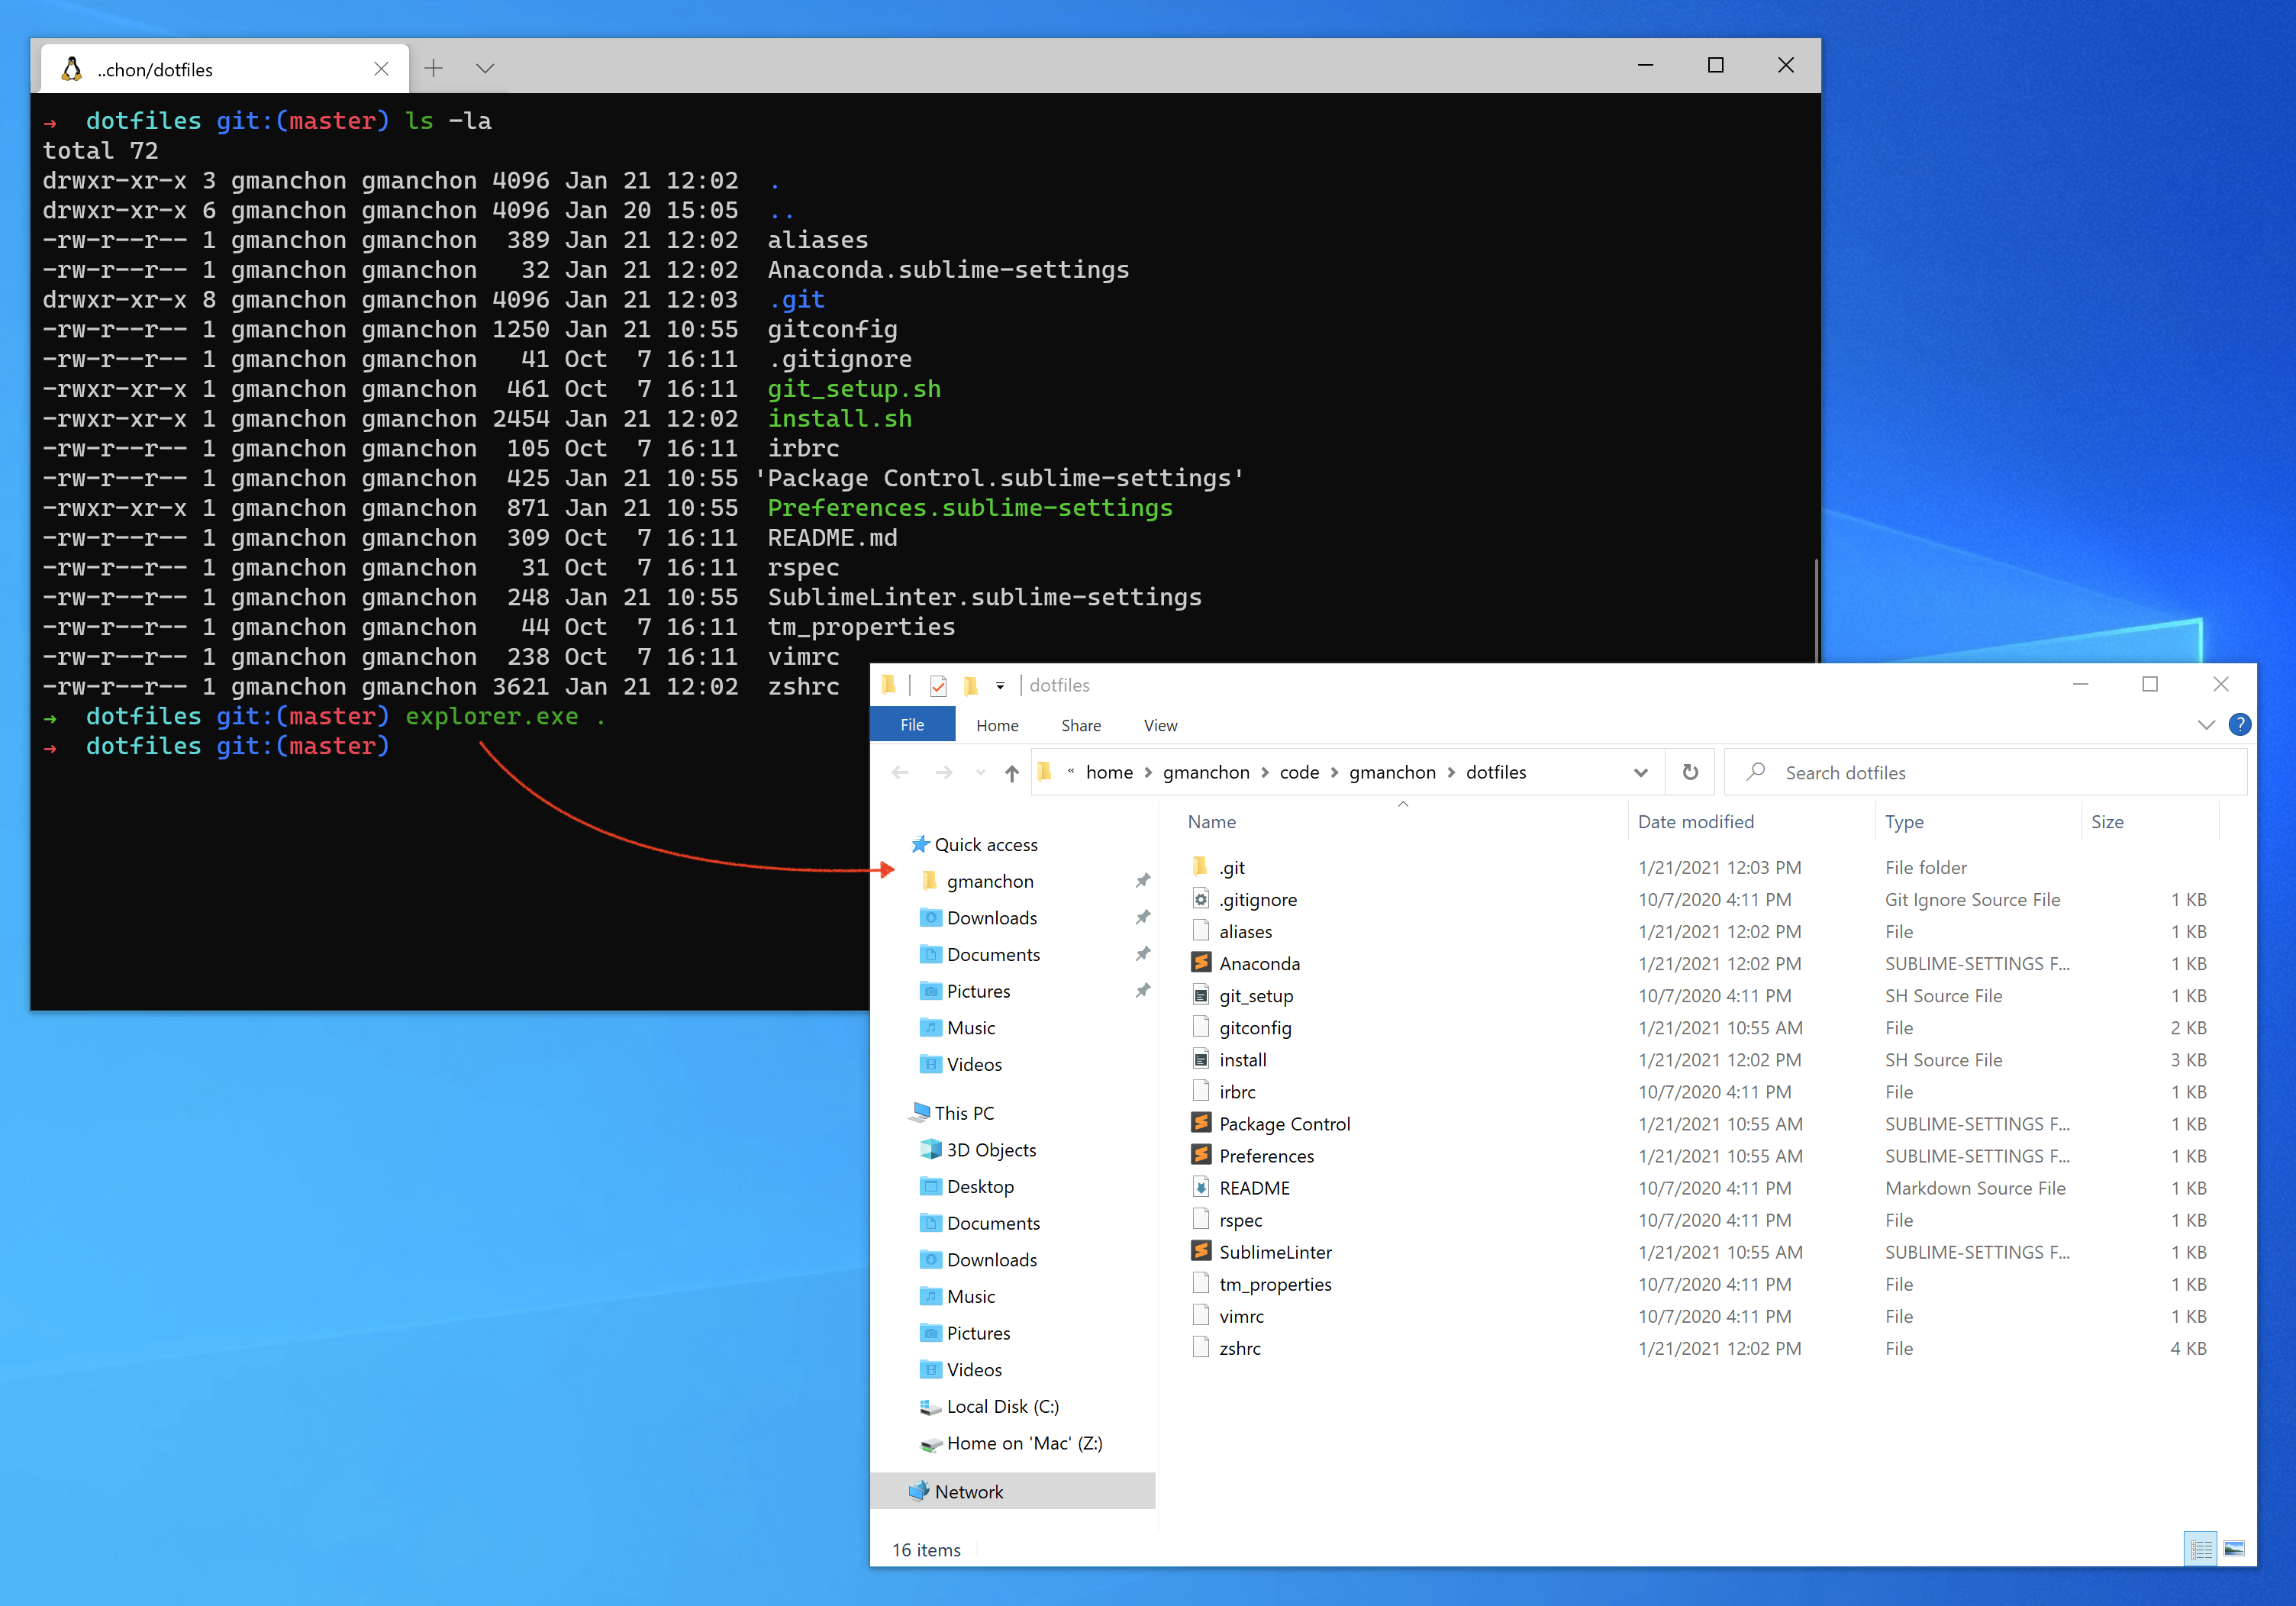 ..chon/dotfiles
→ dotfiles git:(master) ls -la
total 72
drwxr-xr-x 3 gmanchon gmanchon 4096 Jan 21 12:02 .
drwxr-xr-x 6 gmanchon gmanchon 4096 Jan 20 15:05 ..
-rw-r--r-- 1 gmanchon gmanchon 389 Jan 21 12:02 aliases
-rw-r--r-- 1 gmanchon gmanchon 32 Jan 21 12:02 Anaconda.sublime-settings
drwxr-xr-x 8 gmanchon gmanchon 4096 Jan 21 12:03 .git
-rw-r--r-- 1 gmanchon gmanchon 1250 Jan 21 10:55 gitconfig
-rw-r--r-- 1 gmanchon gmanchon 41 Oct 7 16:11 .gitignore
-rwxr-xr-x 1 gmanchon gmanchon 461 Oct 7 16:11 git_setup.sh
-rwxr-xr-x 1 gmanchon gmanchon 2454 Jan 21 12:02 install.sh
-rw-r--r-- 1 gmanchon gmanchon 105 Oct 7 16:11 irbrc
-rw-r--r-- 1 gmanchon gmanchon 425 Jan 21 10:55 'Package Control.sublime-settings'
-rwxr-xr-x 1 gmanchon gmanchon 871 Jan 21 10:55 Preferences.sublime-settings
-rw-r--r-- 1 gmanchon gmanchon 309 Oct 7 16:11 README.md
-rw-r--r-- 1 gmanchon gmanchon 31 Oct 7 16:11 rspec
-rw-r--r-- 1 gmanchon gmanchon 248 Jan 21 10:55 SublimeLinter.sublime-settings
-rw-r--r-- 1 gmanchon gmanchon 44 Oct 7 16:11 tm_properties
-rw-r--r-- 1 gmanchon gmanchon 238 Oct 7 16:11 vimrc
-rw-r--r-- 1 gmanchon gmanchon 3621 Jan 21 12:02 zshrc
→ dotfiles git:(master) explorer.exe .
→ dotfiles git:(master)
dotfiles
File Home Share View
« home > gmanchon > code > gmanchon > dotfiles
Search dotfiles
Quick access
gmanchon
Downloads
Documents
Pictures
Music
Videos
This PC
3D Objects
Desktop
Documents
Downloads
Music
Pictures
Videos
Local Disk (C:)
Home on 'Mac' (Z:)
Network
Name Date modified Type Size
.git 1/21/2021 12:03 PM File folder
.gitignore 10/7/2020 4:11 PM Git Ignore Source File 1 KB
aliases 1/21/2021 12:02 PM File 1 KB
Anaconda 1/21/2021 12:02 PM SUBLIME-SETTINGS F... 1 KB
git_setup 10/7/2020 4:11 PM SH Source File 1 KB
gitconfig 1/21/2021 10:55 AM File 2 KB
install 1/21/2021 12:02 PM SH Source File 3 KB
irbrc 10/7/2020 4:11 PM File 1 KB
Package Control 1/21/2021 10:55 AM SUBLIME-SETTINGS F... 1 KB
Preferences 1/21/2021 10:55 AM SUBLIME-SETTINGS F... 1 KB
README 10/7/2020 4:11 PM Markdown Source File 1 KB
rspec 10/7/2020 4:11 PM File 1 KB
SublimeLinter 1/21/2021 10:55 AM SUBLIME-SETTINGS F... 1 KB
tm_properties 10/7/2020 4:11 PM File 1 KB
vimrc 10/7/2020 4:11 PM File 1 KB
zshrc 1/21/2021 12:02 PM File 4 KB
16 items